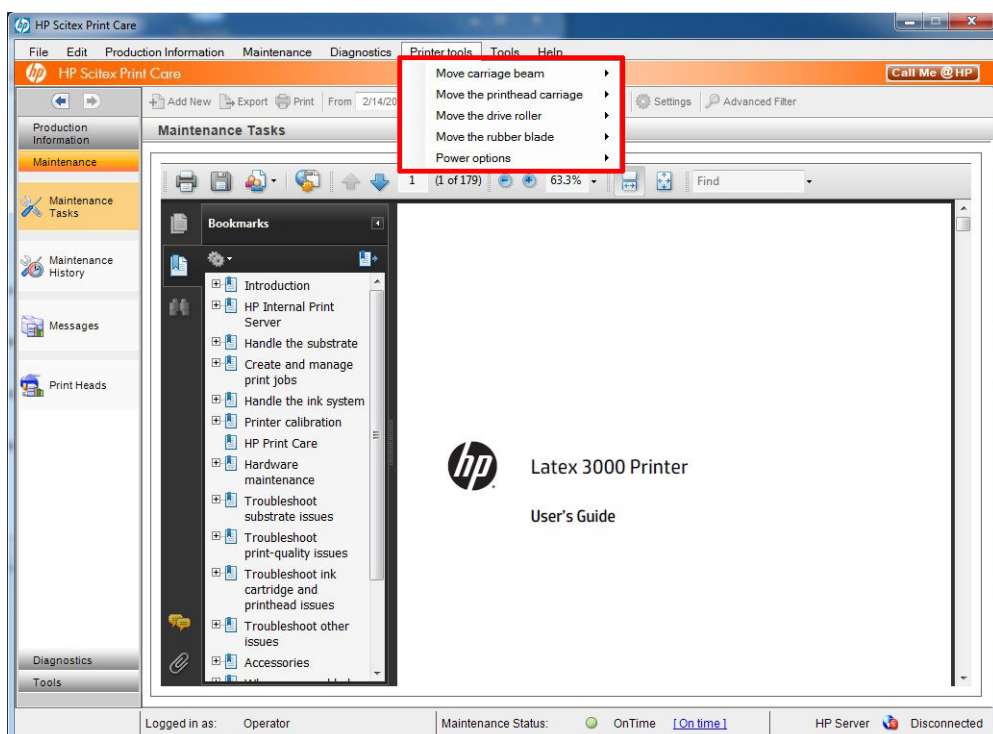 HP Scitex Print Care
File Edit Production Information Maintenance Diagnostics Printer tools Tools Help
hp HP Scitex Print Care
Call Me @ HP
Move carriage beam
Move the printhead carriage
Move the drive roller
Move the rubber blade
Power options
Add New Export Print From 2/14/20
Settings Advanced Filter
Production
Information
Maintenance
Maintenance
Tasks
Maintenance
History
Messages
Print Heads
Diagnostics
Tools
Maintenance Tasks
1 (1 of 179) 63.3% Find
Bookmarks
Introduction
HP Internal Print
Server
Handle the substrate
Create and manage
print jobs
Handle the ink system
Printer calibration
HP Print Care
Hardware
maintenance
Troubleshoot
substrate issues
Troubleshoot
print-quality issues
Troubleshoot ink
cartridge and
printhead issues
Troubleshoot other
issues
Accessories
hp
Latex 3000 Printer
User's Guide
Logged in as: Operator Maintenance Status: OnTime [ On time ] HP Server Disconnected